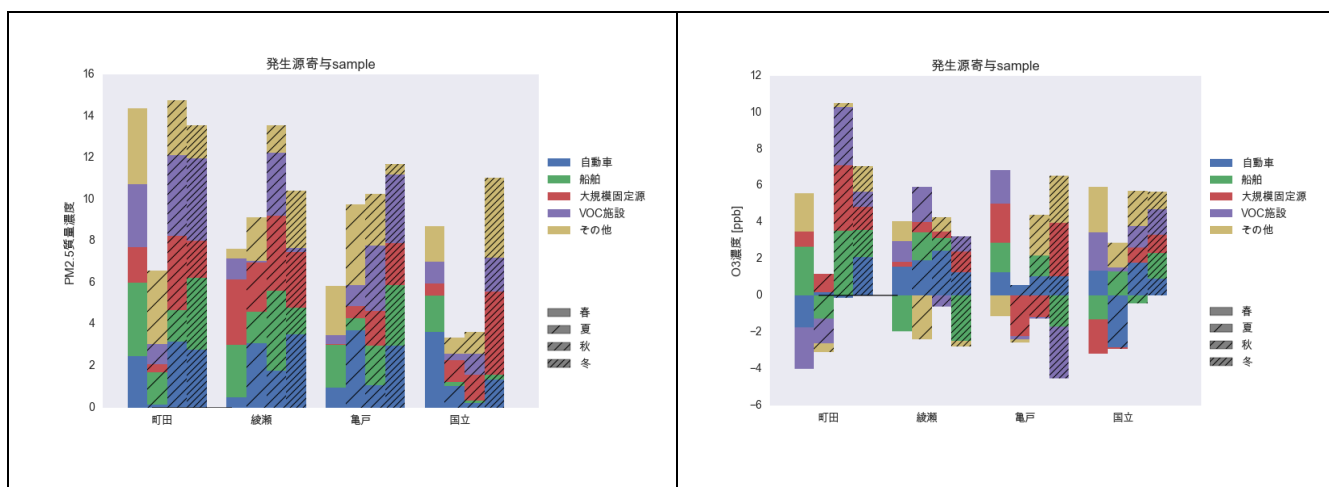 発生源寄与sample
PM2.5質量濃度
16
14
12
10
8
6
4
2
0
町田
綾瀬
亀戸
国立
自動車
船舶
大規模固定源
VOC施設
その他
春
夏
秋
冬
発生源寄与sample
O3濃度 [ppb]
12
10
8
6
4
2
0
−2
−4
−6
町田
綾瀬
亀戸
国立
自動車
船舶
大規模固定源
VOC施設
その他
春
夏
秋
冬